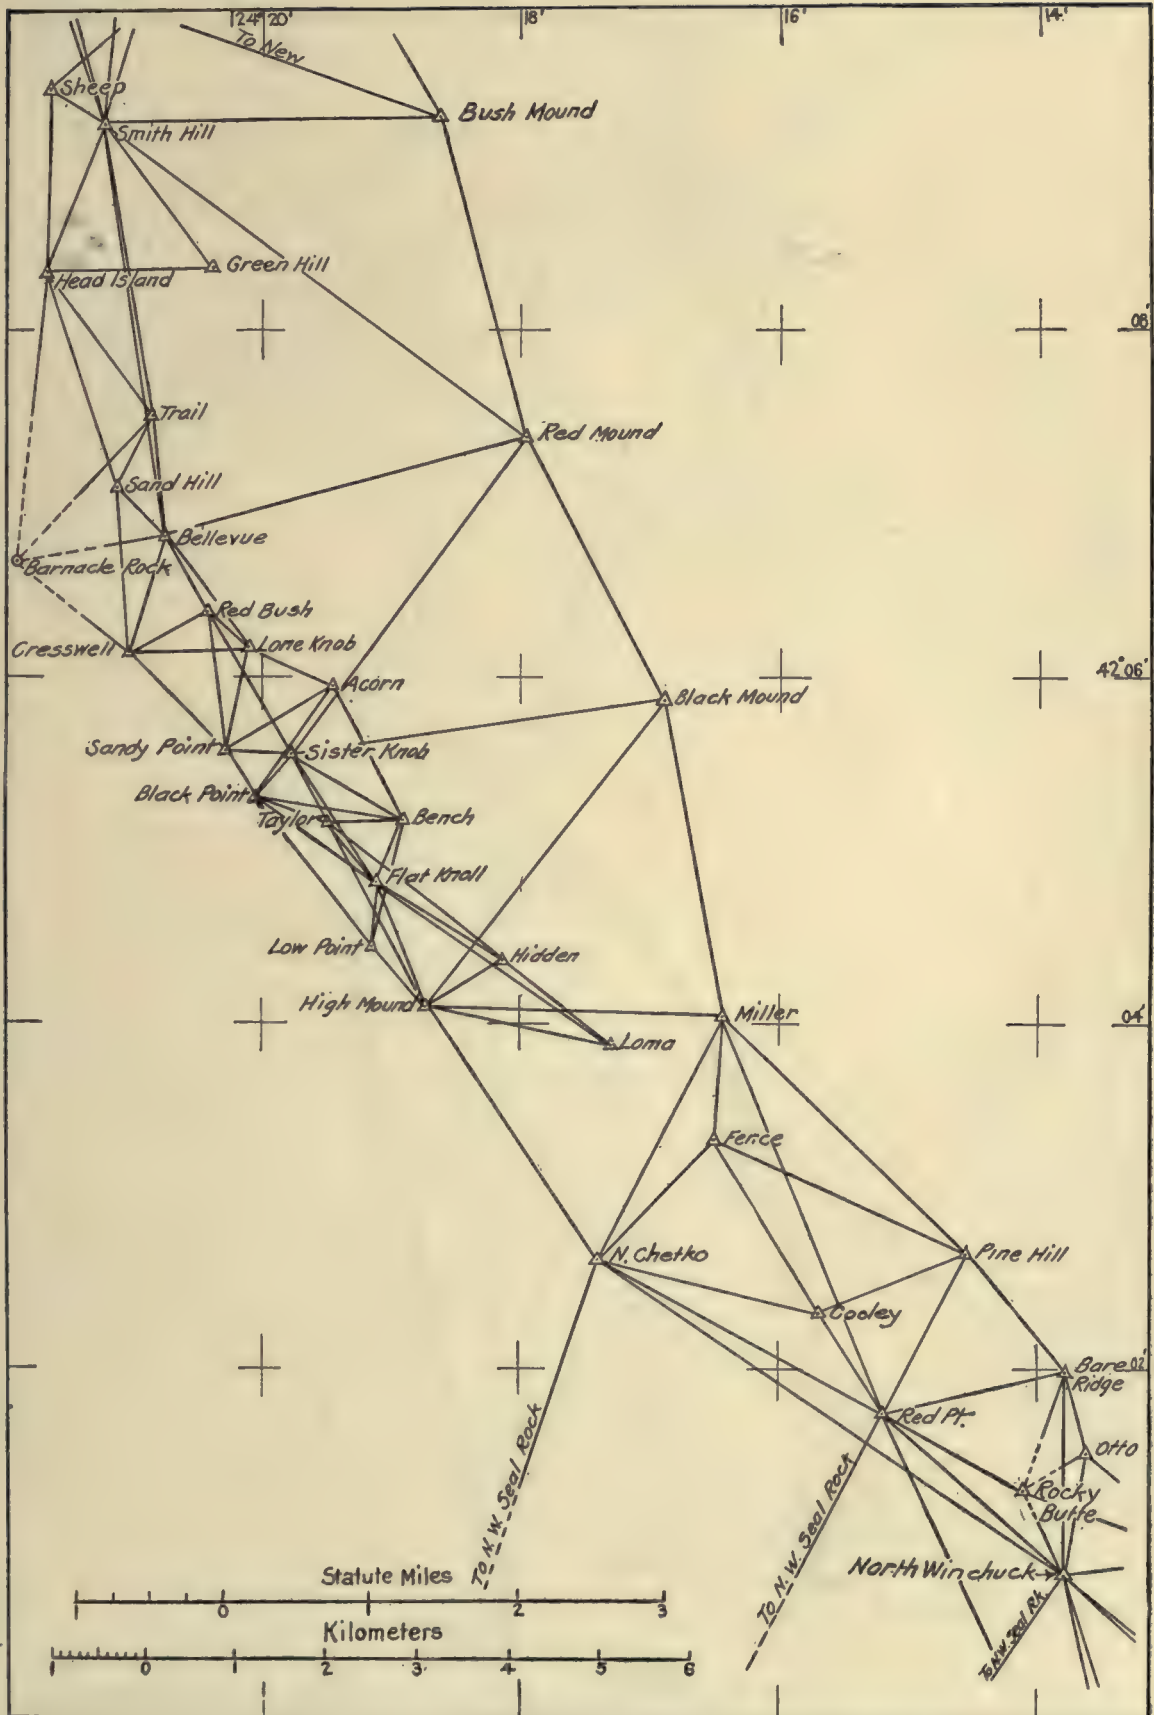 124°20' 18' 16' 14'
To New
Sheep
Bush Mound
Smith Hill
Green Hill
Head Island
08'
Trail
Red Mound
Sand Hill
Bellevue
Barnacle Rock
Red Bush
Cresswell
Lone Knob
42°06'
Acorn
Black Mound
Sandy Point
Sister Knob
Black Point
Taylor
Bench
Flat Knoll
Low Point
Hidden
High Mound
Miller
04'
Loma
Fence
N. Chetko
Pine Hill
Cooley
Bare 02'
Ridge
Red Pt.
Otto
To N.W. Seal Rock
To N.W. Seal Rock
Rocky
Butte
North Winchuck
To N.W. Seal Rk.
Statute Miles
1 0 1 2 3
Kilometers
1 0 1 2 3 4 5 6